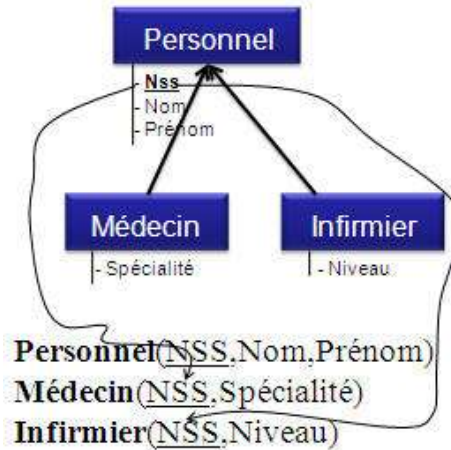 Personnel
- Nss
- Nom
- Prénom
Médecin
- Spécialité
Infirmier
- Niveau
Personnel(NSS,Nom,Prénom)
Médecin(NSS,Spécialité)
Infirmier(NSS,Niveau)